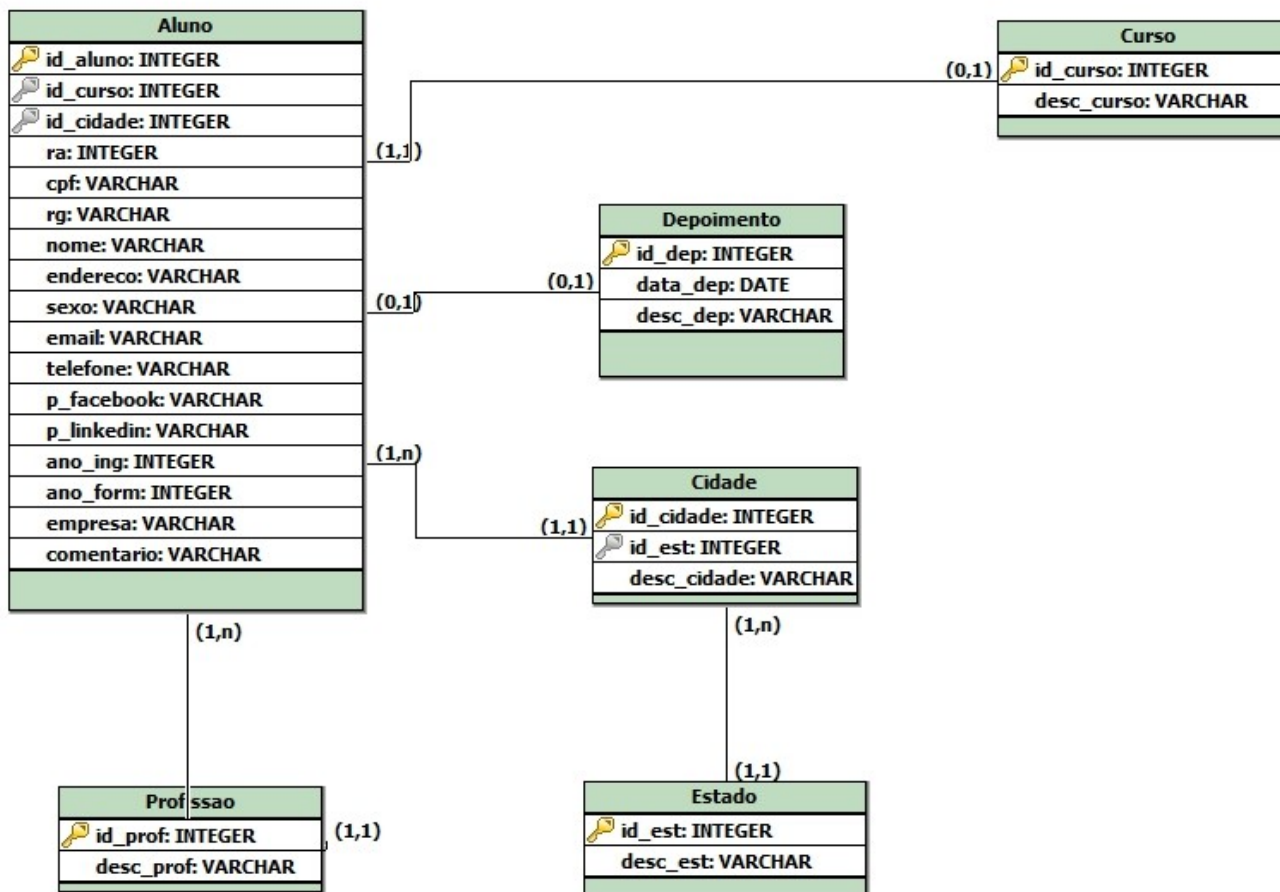 Aluno
id_aluno: INTEGER
id_curso: INTEGER
id_cidade: INTEGER
ra: INTEGER
cpf: VARCHAR
rg: VARCHAR
nome: VARCHAR
endereco: VARCHAR
sexo: VARCHAR
email: VARCHAR
telefone: VARCHAR
p_facebook: VARCHAR
p_linkedin: VARCHAR
ano_ing: INTEGER
ano_form: INTEGER
empresa: VARCHAR
comentario: VARCHAR
(1,1)
(0,1)
Curso
id_curso: INTEGER
desc_curso: VARCHAR
(0,1)
(0,1)
Depoimento
id_dep: INTEGER
data_dep: DATE
desc_dep: VARCHAR
(1,n)
(1,1)
Cidade
id_cidade: INTEGER
id_est: INTEGER
desc_cidade: VARCHAR
(1,n)
(1,1)
Estado
id_est: INTEGER
desc_est: VARCHAR
(1,n)
Profissao
id_prof: INTEGER
desc_prof: VARCHAR
(1,1)